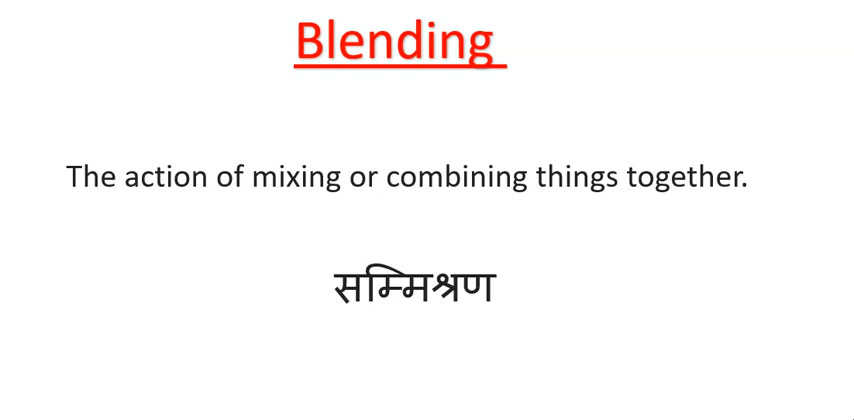 Blending
The action of mixing or combining things together.
सम्मिश्रण